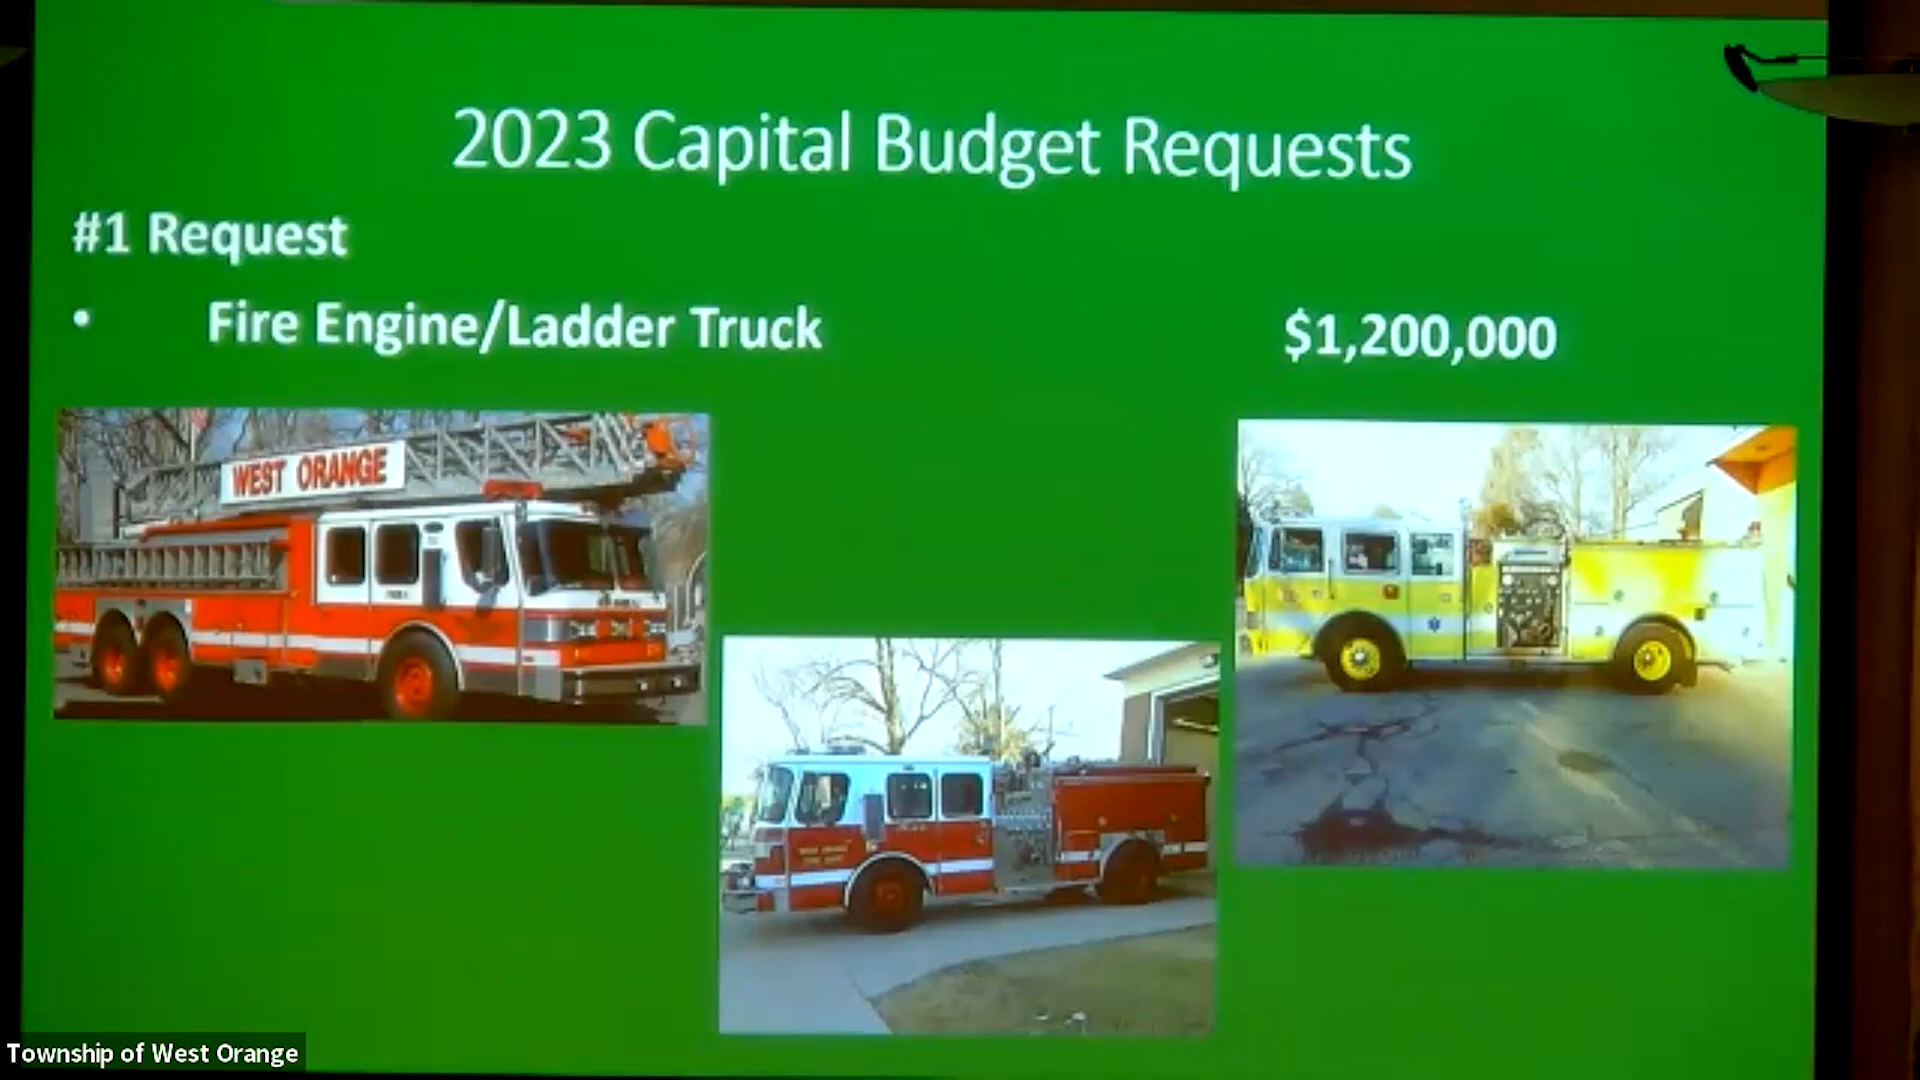 2023 Capital Budget Requests
#1 Request
• Fire Engine/Ladder Truck $1,200,000
WEST ORANGE
Township of West Orange